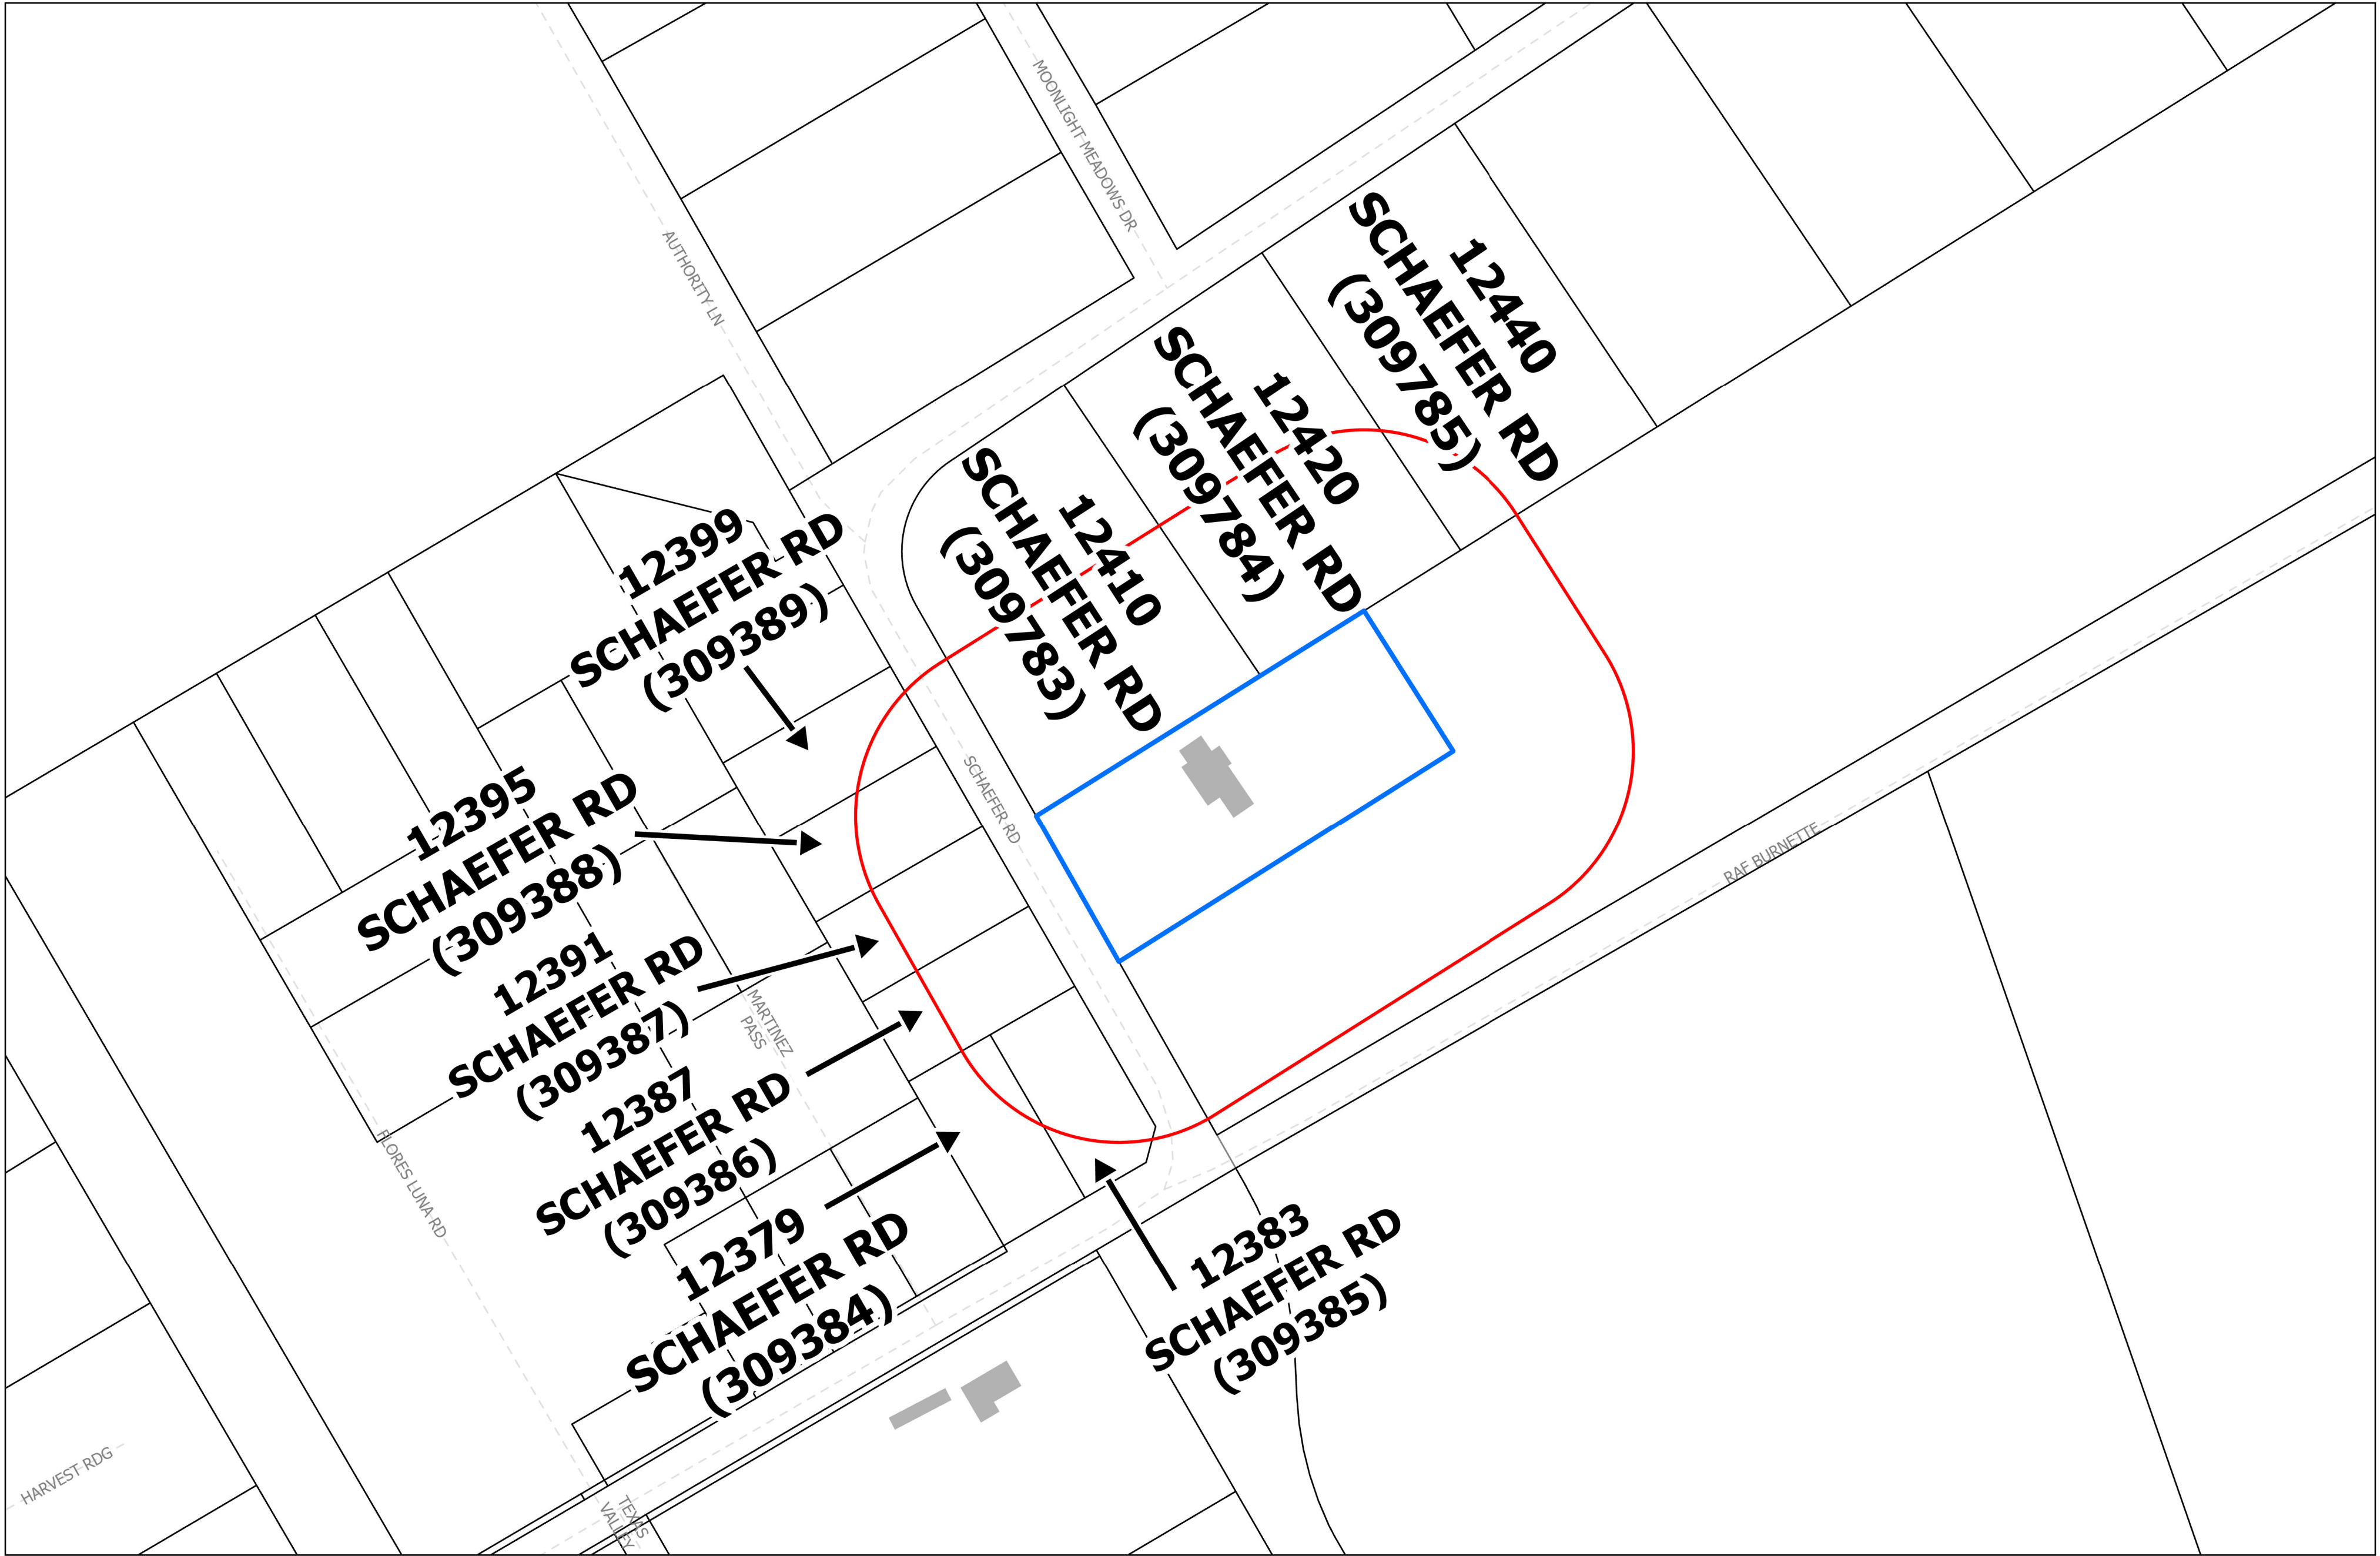 MOONLIGHT MEADOWS DR
AUTHORITY LN
12440
SCHAEFER RD
(309785)
12420
SCHAEFER RD
(309784)
12410
SCHAEFER RD
(309783)
12399
SCHAEFER RD
(309389)
12395
SCHAEFER RD
(309388)
SCHAEFER RD
RAF BURNETTE
12391
SCHAEFER RD
(309387)
MARTINEZ
PASS
12387
SCHAEFER RD
(309386)
FLORES LUNA RD
12379
SCHAEFER RD
(309384)
12383
SCHAEFER RD
(309385)
HARVEST RDG
TEXAS
VALLEY